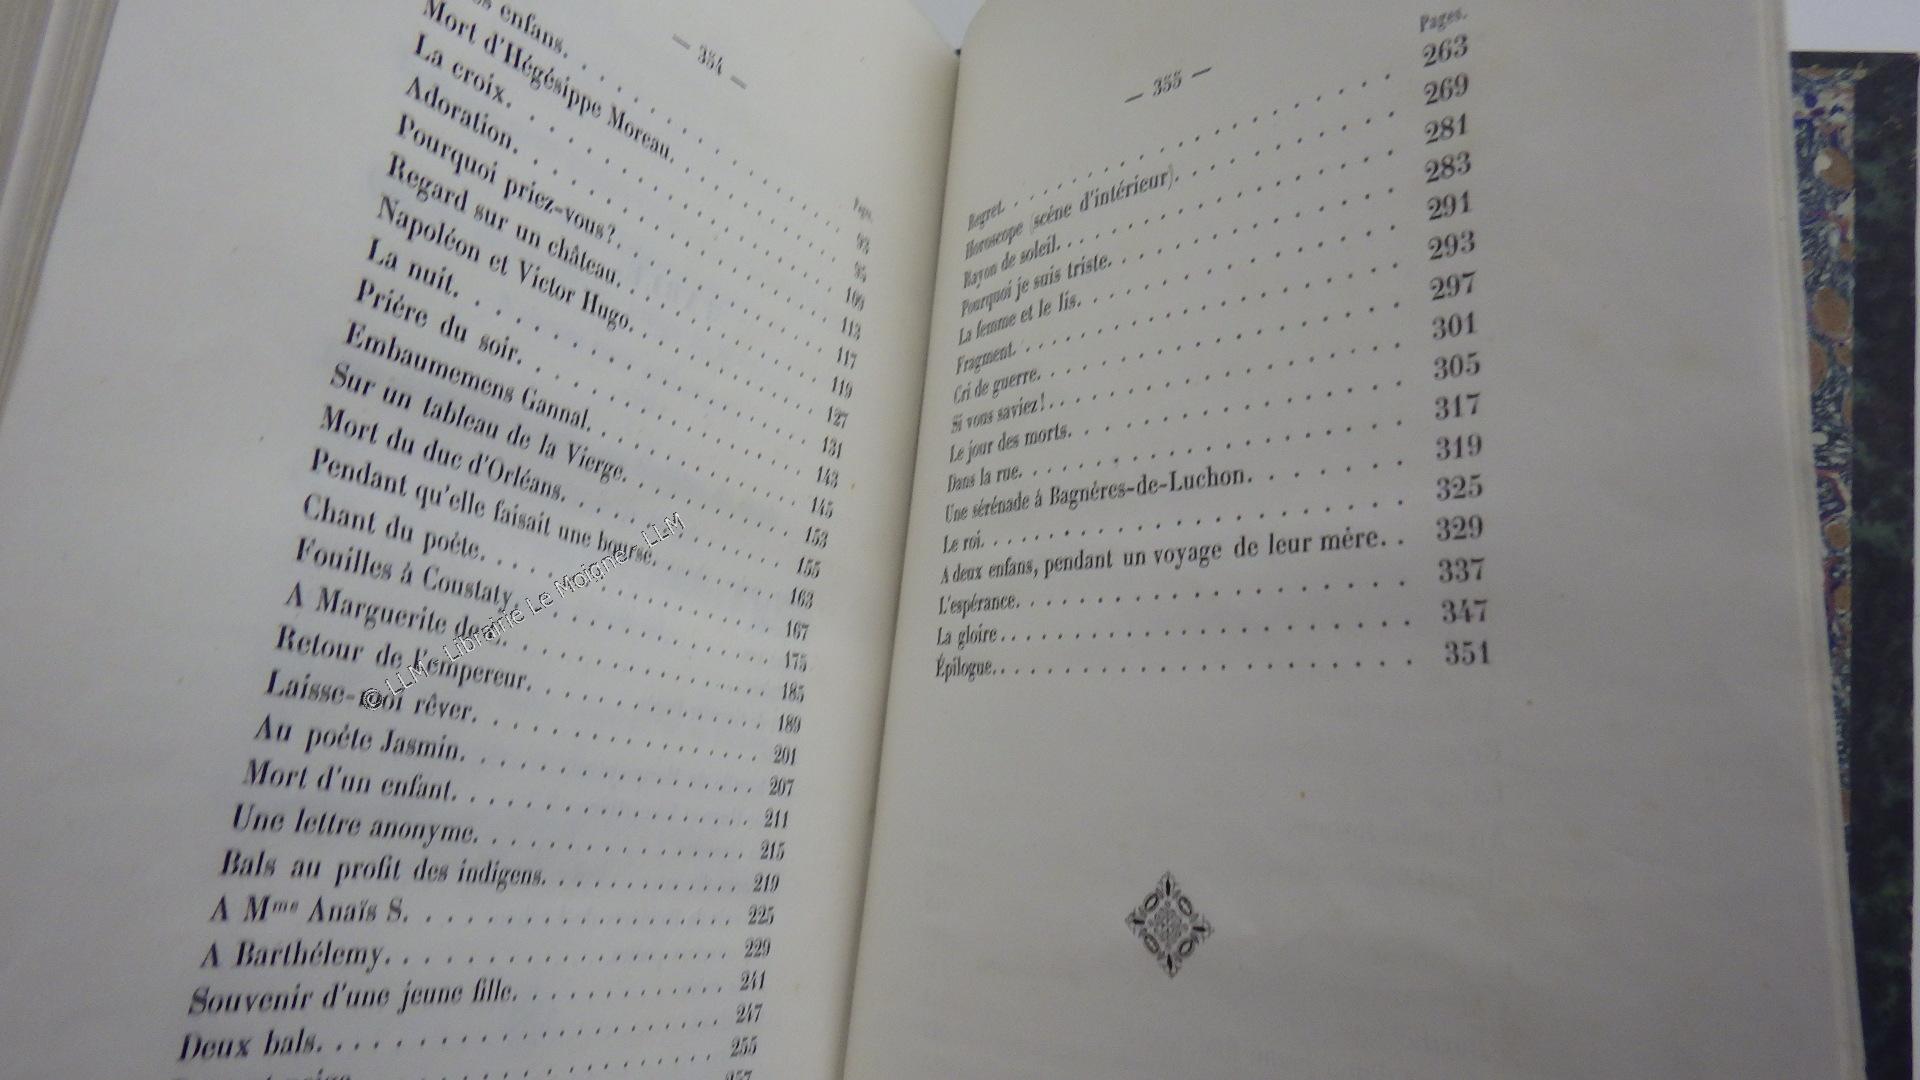 — 354 —
Pages.
enfans. 93
Mort d'Hégésippe Moreau. 95
La croix. 109
Adoration. 113
Pourquoi priez-vous? 117
Regard sur un château. 119
Napoléon et Victor Hugo. 127
La nuit. 131
Prière du soir. 143
Embaumemens Gannal. 145
Sur un tableau de la Vierge. 153
Mort du duc d'Orléans. 155
Pendant qu'elle faisait une bourse. 163
Chant du poète. 167
Fouilles à Coustaty. 175
A Marguerite de 185
Retour de l'empereur. 189
Laisse-moi rêver. 201
Au poète Jasmin. 207
Mort d'un enfant. 211
Une lettre anonyme. 215
Bals au profit des indigens. 219
A Mme Anaïs S. 225
A Barthélemy. 229
Souvenir d'une jeune fille. 241
Deux bals. 247
neige. 255
257
— 355 —
Pages.
Regret. 263
Horoscope (scène d'intérieur). 269
Rayon de soleil. 281
Pourquoi je suis triste. 283
La femme et le lis. 291
Fragment. 293
Cri de guerre. 297
Si vous saviez! 301
Le jour des morts. 305
Dans la rue. 317
Une sérénade à Bagnères-de-Luchon. 319
Le roi. 325
A deux enfans, pendant un voyage de leur mère. 329
L'espérance. 337
La gloire. 347
Épilogue. 351
© LLM - Librairie Le Moigne - LLM